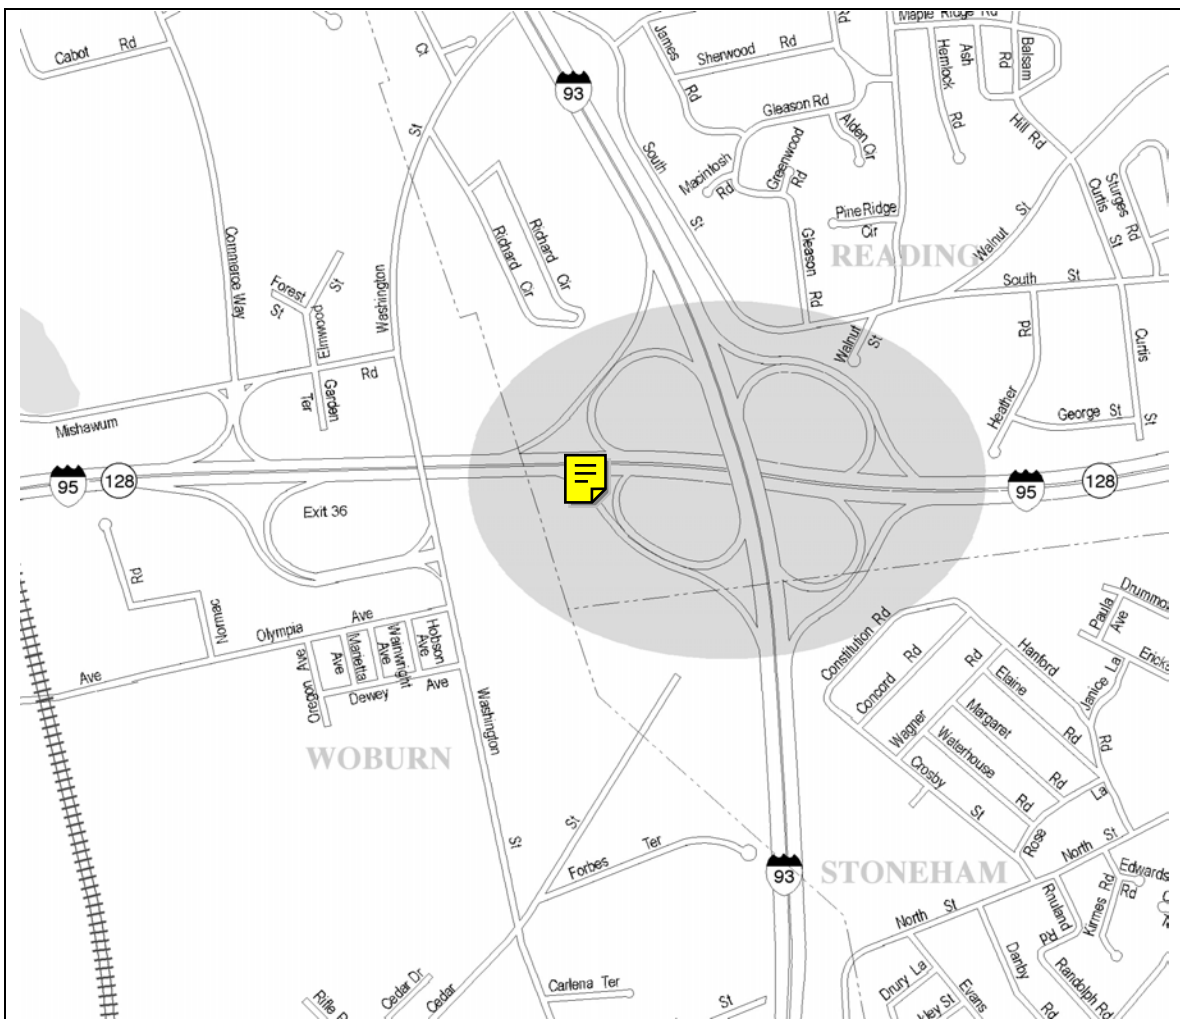 Cabot Rd
Ct
St
93
James
Rd
Sherwood Rd
Rd
Maple Ridge Rd
Hemlock
Rd
Ash
Rd
Balsam
Hill Rd
Gleason Rd
Alden Cir
Greenwood
Rd
Macintosh
Rd
South
St
Gleason
Rd
Pine Ridge
Cir
READING
Walnut St
Curtis
St
Sturges
Rd
South St
Commerce Way
Forest
St
St
Elmwood
Washington
Richard Cir
Richard Cir
Walnut
St
Rd
Heather
Curtis
St
George St
Mishawum
Rd
Garden
Ter
95
128
Exit 36
95
128
Rd
Normac
Olympia Ave
Ave
Oregon
Ave
Ave
Marietta
Ave
Wainwright
Hobson
Ave
Dewey Ave
Washington
St
WOBURN
Constitution Rd
Concord Rd
Wagner
Rd
Hanford
Rd
Elaine
Rd
Margaret
Rd
Waterhouse
Rd
Crosby
St
Janice La
Paula
Ave
Rose
La
North St
Edwards
Rd
Kirmes Rd
St
Forbes Ter
93
STONEHAM
North St
Danby
Rd
Rd
Randolph Rd
Drury La
Evans
Cedar Dr
Cedar
Carlena Ter
St
Rifle